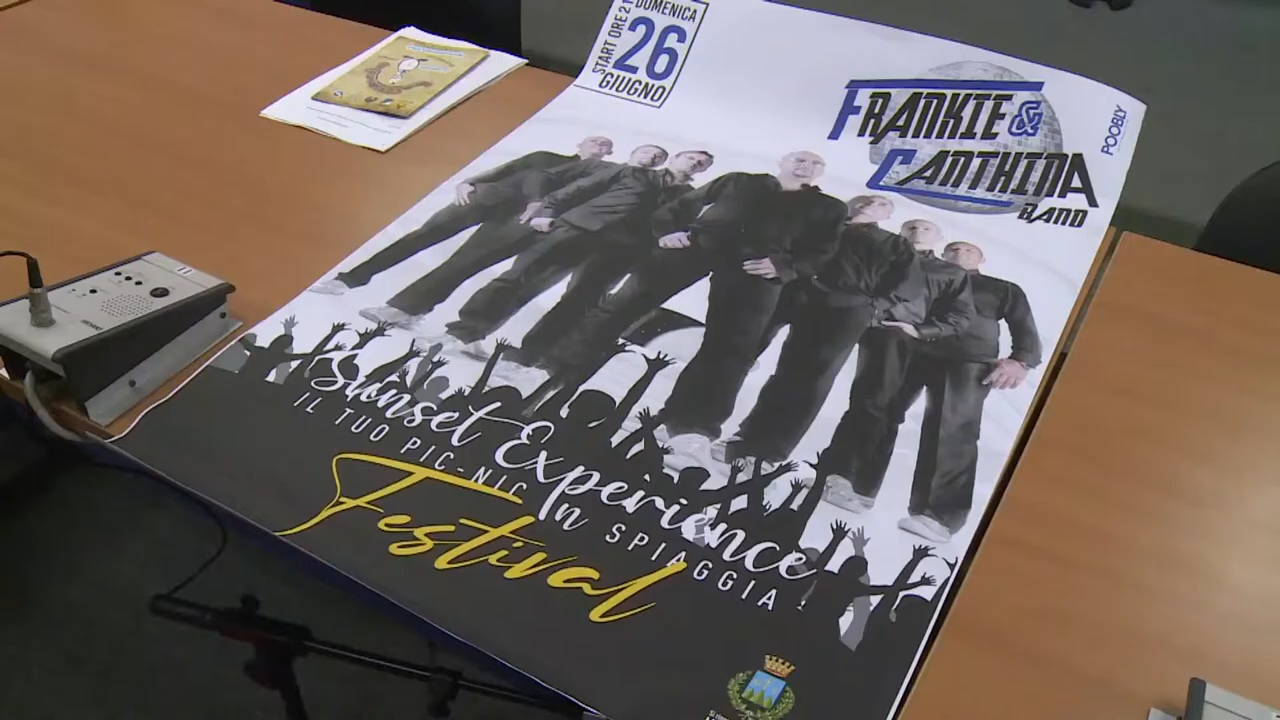 DOMENICA
START ORE 21
26
GIUGNO
FRANKIE &
CANTHINA
BAND
POOBLY
Sunset Experience
IL TUO PIC-NIC In SPIAGGIA !
Festival